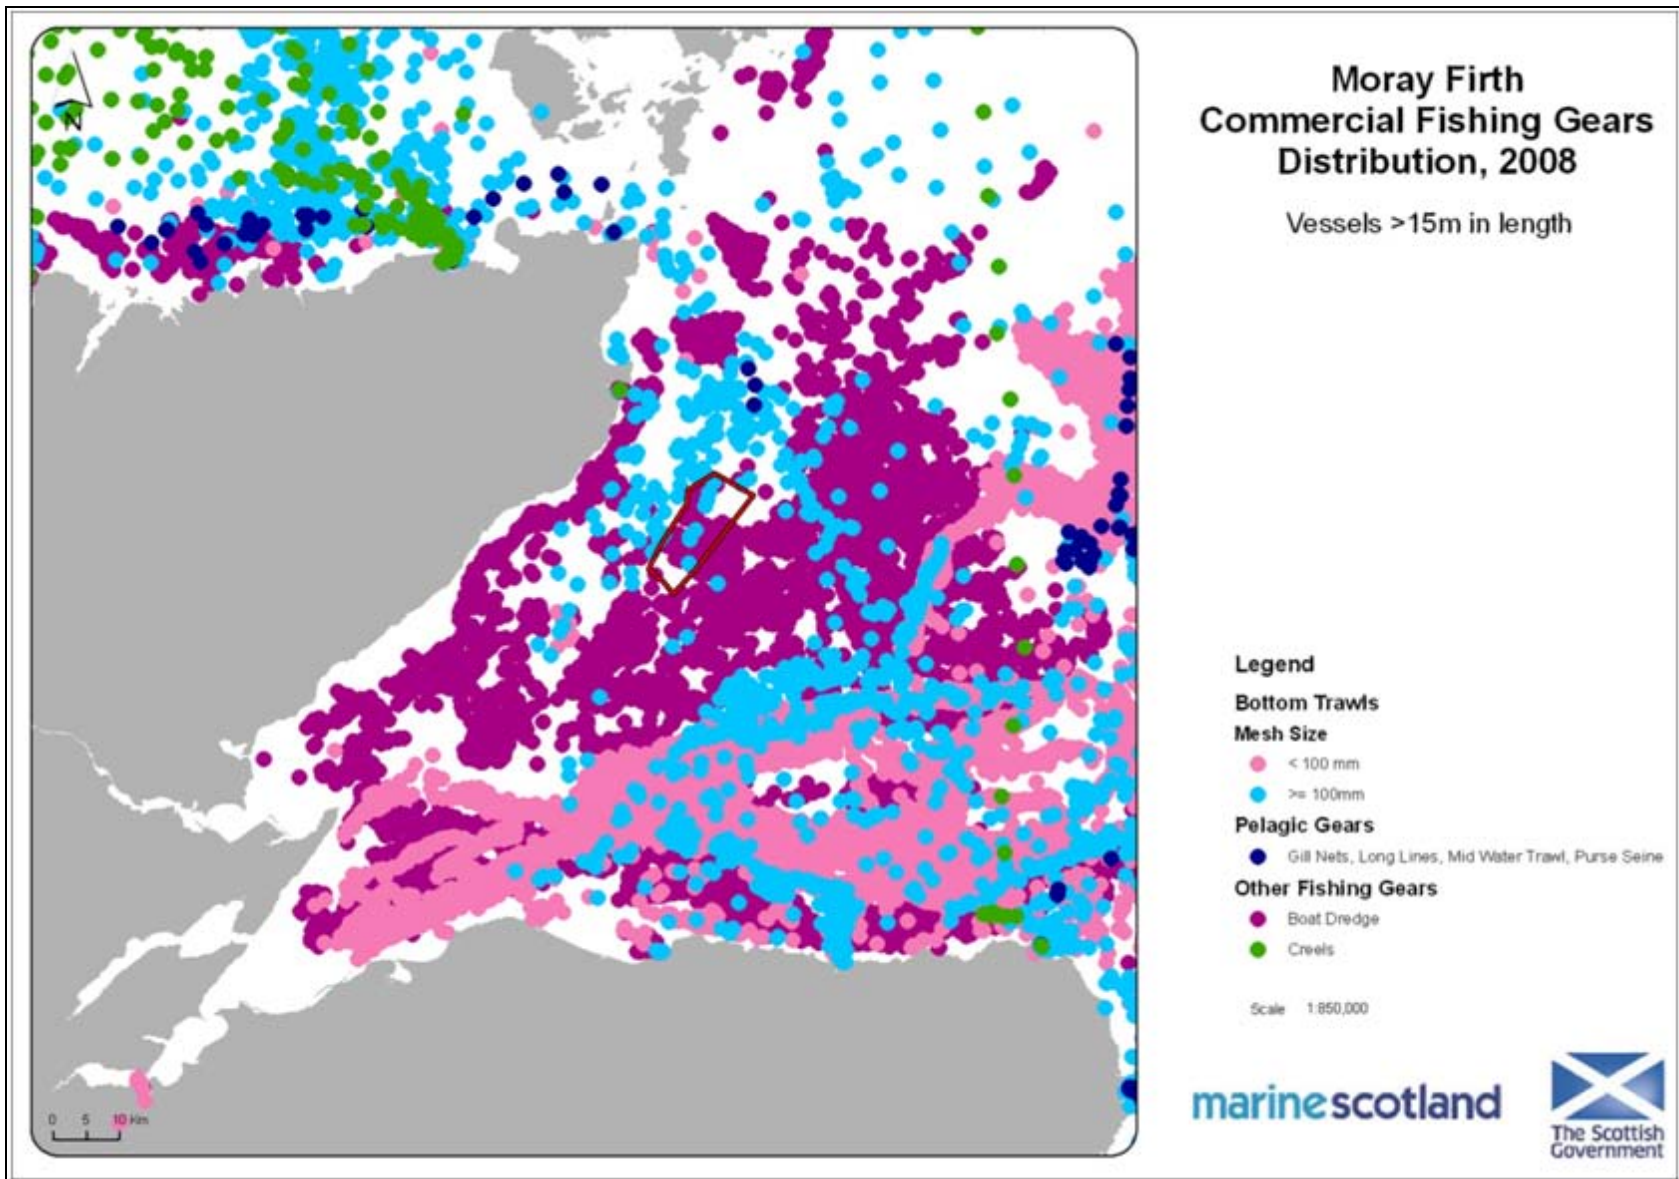 Moray Firth
Commercial Fishing Gears
Distribution, 2008
Vessels >15m in length
N
Legend
Bottom Trawls
Mesh Size
< 100 mm
>= 100mm
Pelagic Gears
Gill Nets, Long Lines, Mid Water Trawl, Purse Seine
Other Fishing Gears
Boat Dredge
Creels
Scale 1:850,000
0 5 10 Km
marinescotland
The Scottish
Government